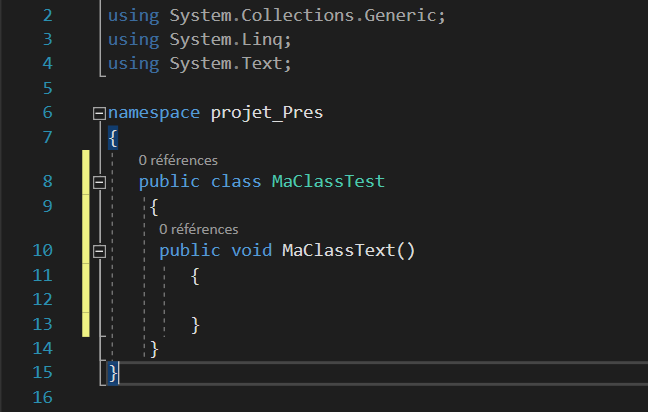 2 using System.Collections.Generic;
3 using System.Linq;
4 using System.Text;
5
6 namespace projet_Pres
7 {
0 références
8 public class MaClassTest
9 {
0 références
10 public void MaClassText()
11 {
12
13 }
14 }
15 }
16